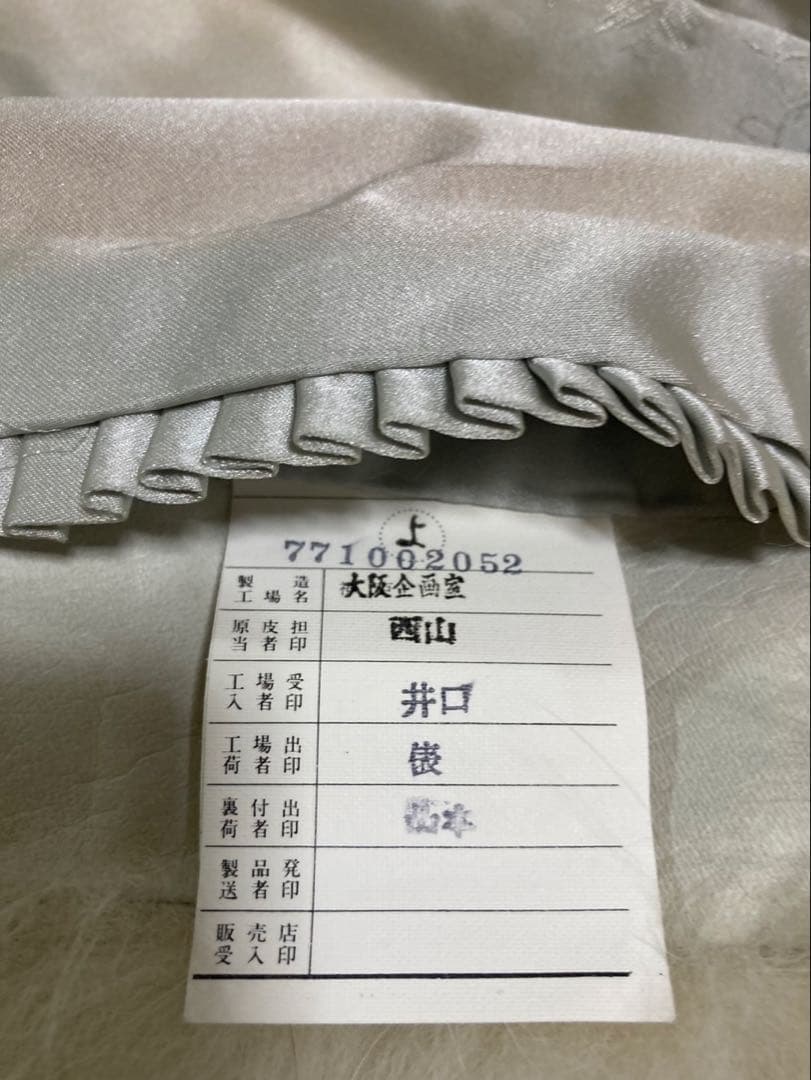 上
771002052
製造
工場名
大阪企画室
原皮担
当者印
西山
工場受
入者印
井口
工場出
荷者印
裏付出
荷者印
製品発
送者印
販売店
受入印